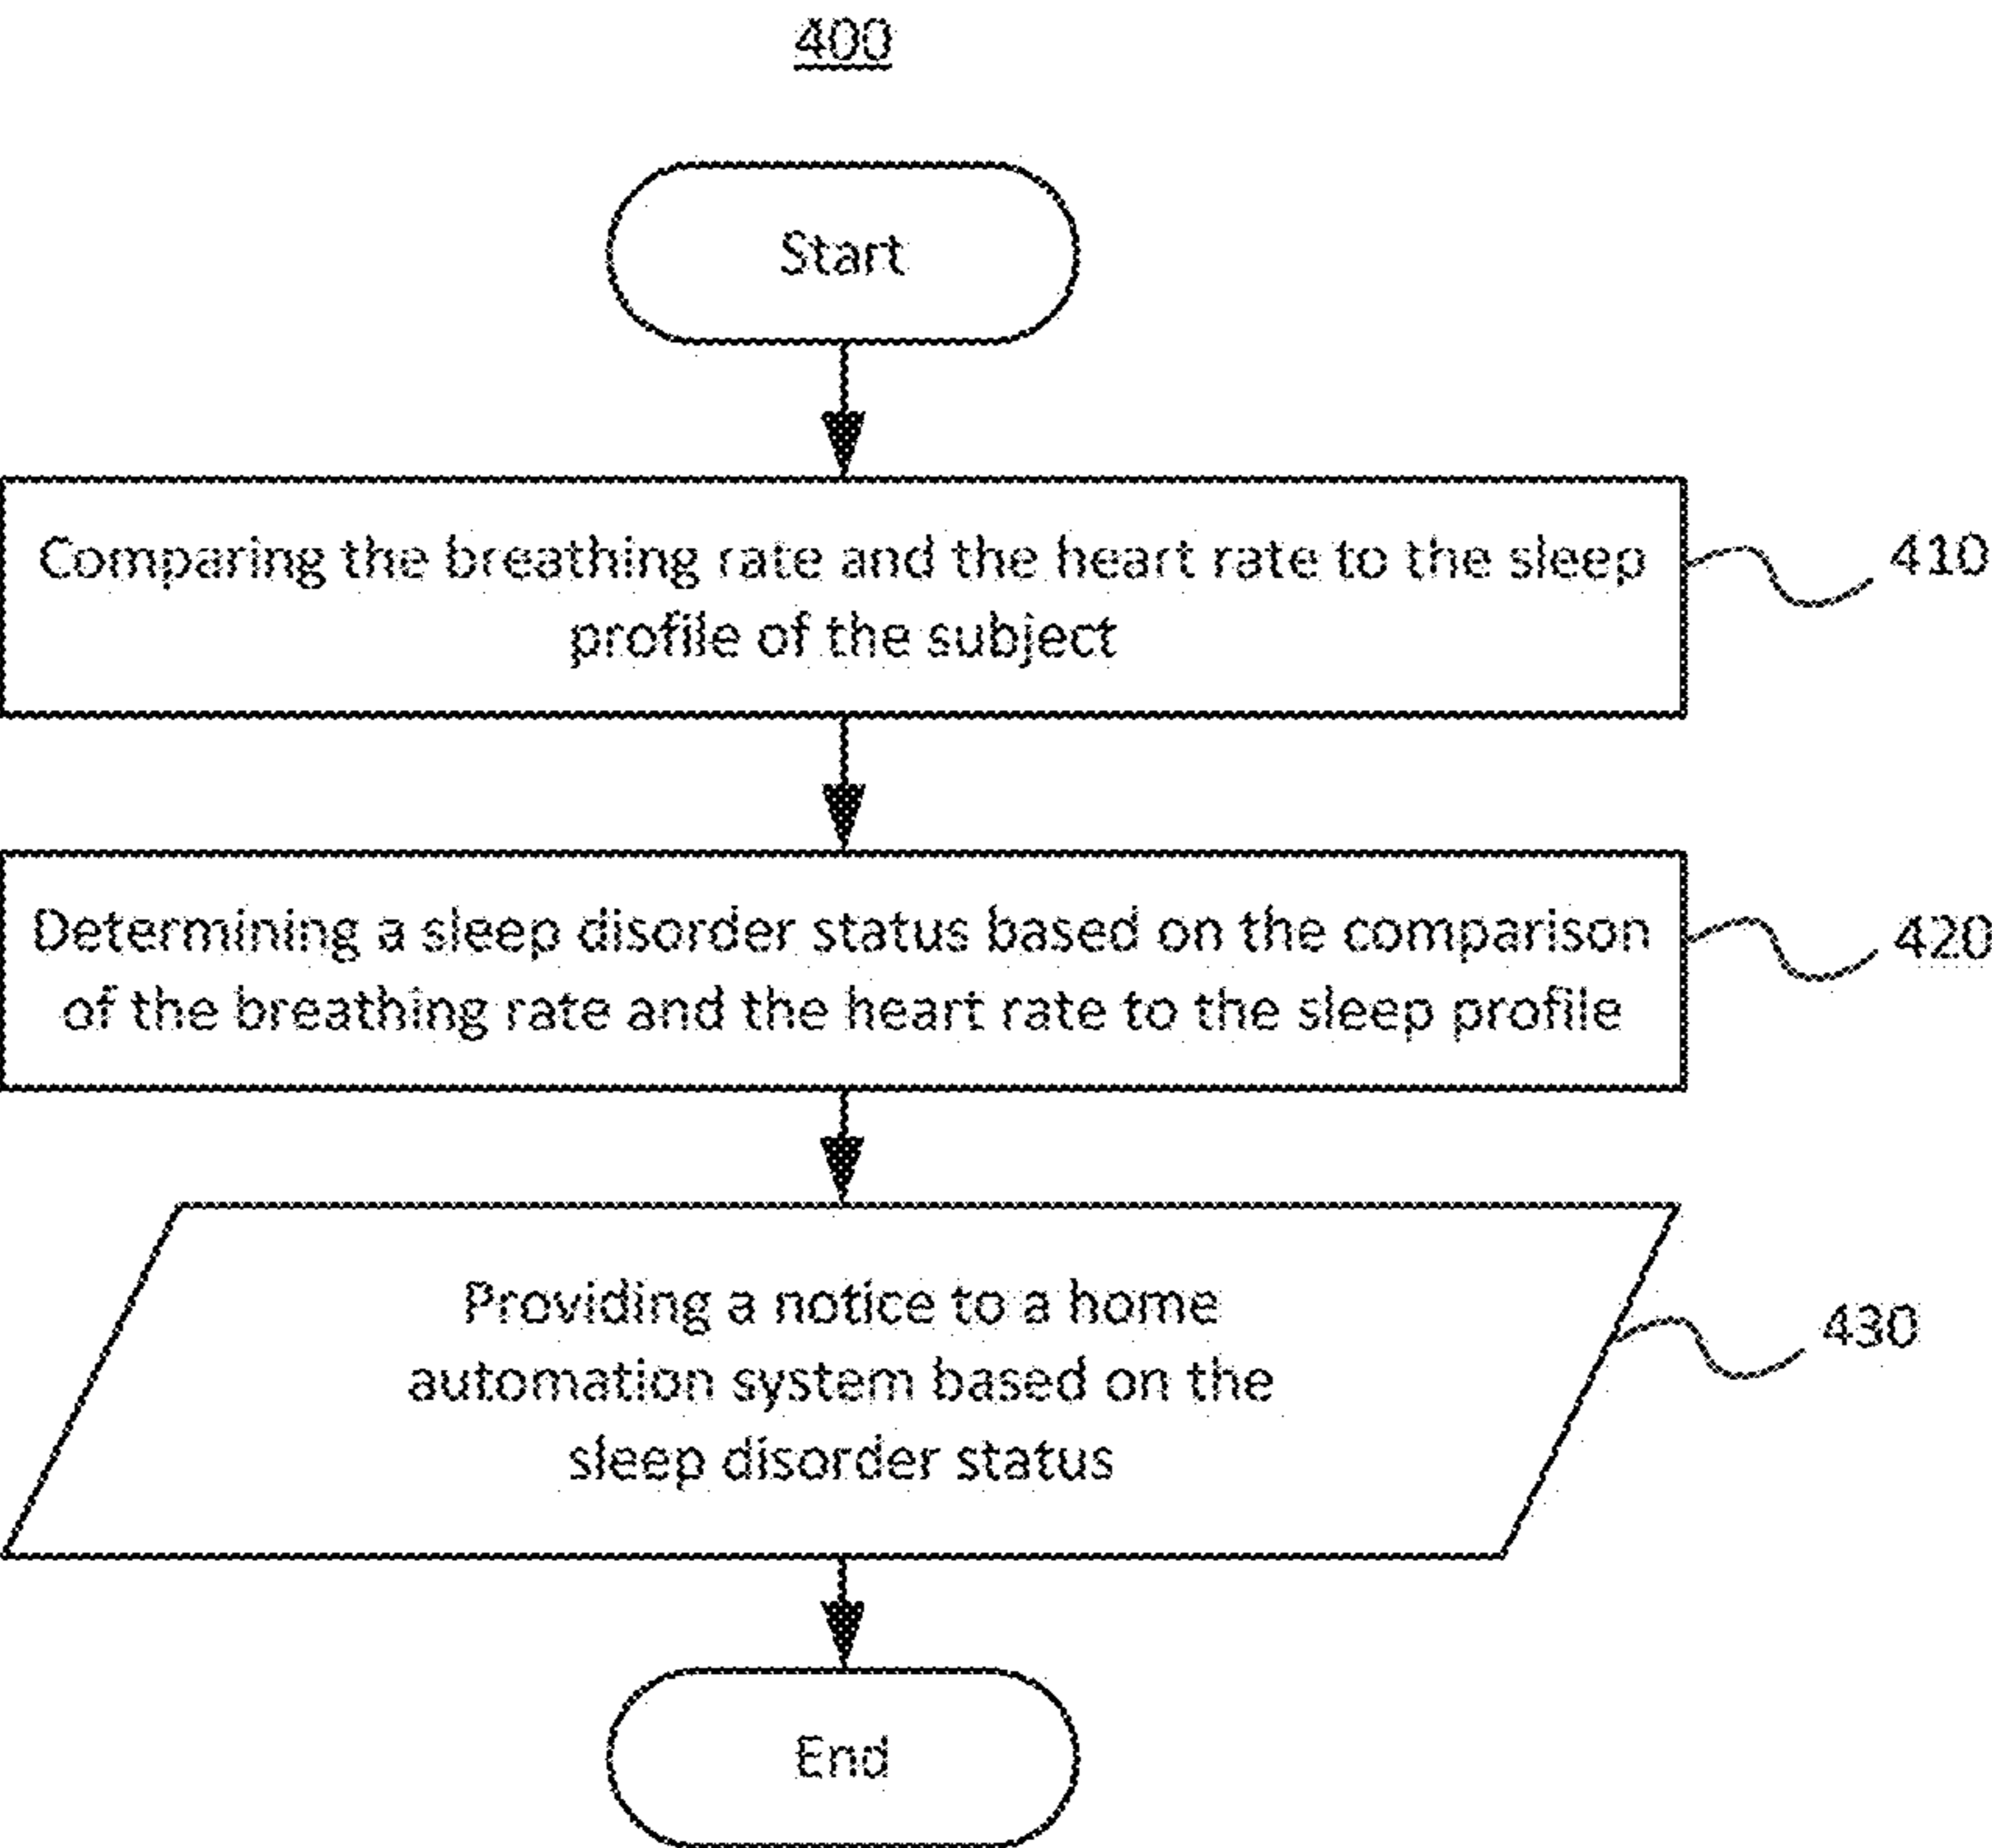 400
Start
Comparing the breathing rate and the heart rate to the sleep
profile of the subject
410
Determining a sleep disorder status based on the comparison
of the breathing rate and the heart rate to the sleep profile
420
Providing a notice to a home
automation system based on the
sleep disorder status
430
End